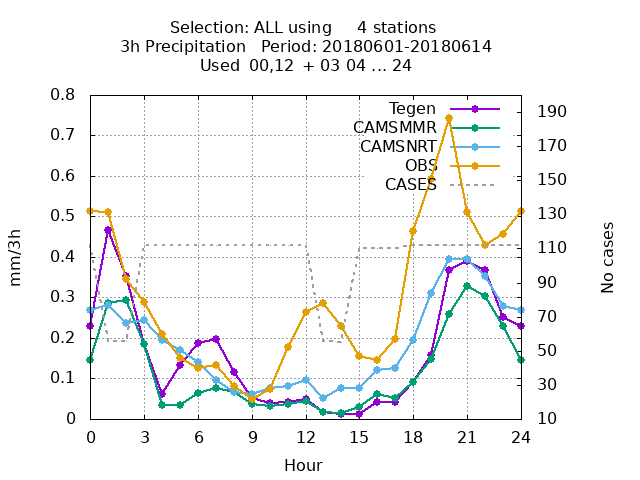 Selection: ALL using 4 stations
3h Precipitation Period: 20180601-20180614
Used 00,12 + 03 04 ... 24
0.8
0.7
0.6
0.5
0.4
0.3
0.2
0.1
0
mm/3h
Tegen
CAMSMMR
CAMSNRT
OBS
CASES
190
170
150
130
110
90
70
50
30
10
No cases
0 3 6 9 12 15 18 21 24
Hour